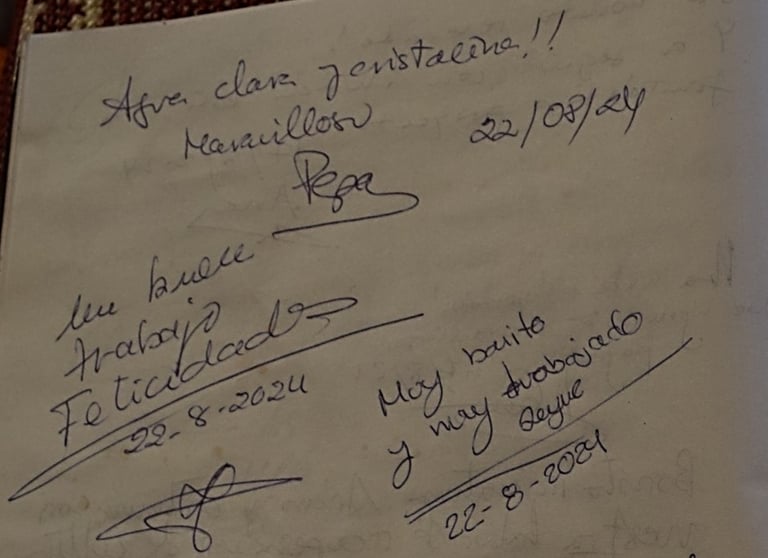 Agua clara y cristalina!!
Maravilloso
22/08/24
Pepa
Un buen
trabajo
Felicidades
22-8-2024
Muy bonito
y muy trabajado
22-8-2024